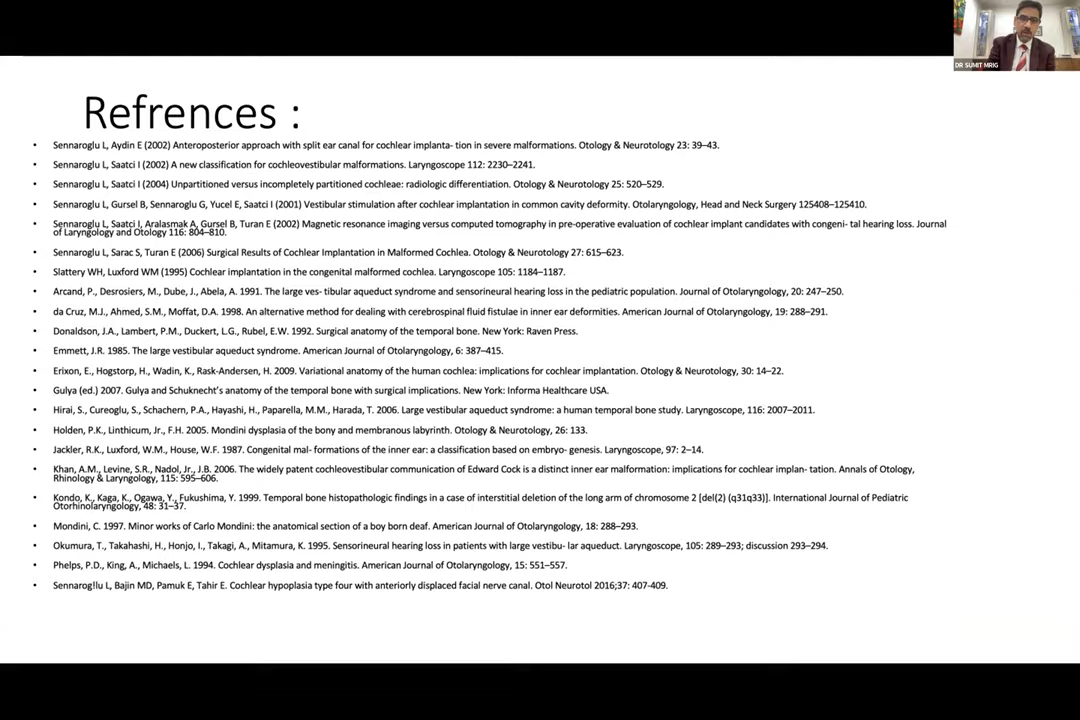 DR SUMIT MRIG
Refrences :
• Sennaroglu L, Aydin E (2002) Anteroposterior approach with split ear canal for cochlear implanta- tion in severe malformations. Otology & Neurotology 23: 39–43.
• Sennaroglu L, Saatci I (2002) A new classification for cochleovestibular malformations. Laryngoscope 112: 2230–2241.
• Sennaroglu L, Saatci I (2004) Unpartitioned versus incompletely partitioned cochleae: radiologic differentiation. Otology & Neurotology 25: 520–529.
• Sennaroglu L, Gursel B, Sennaroglu G, Yucel E, Saatci I (2001) Vestibular stimulation after cochlear implantation in common cavity deformity. Otolaryngology, Head and Neck Surgery 125408–125410.
• Sennaroglu L, Saatci I, Aralasmak A, Gursel B, Turan E (2002) Magnetic resonance imaging versus computed tomography in pre-operative evaluation of cochlear implant candidates with congeni- tal hearing loss. Journal
of Laryngology and Otology 116: 804–810.
• Sennaroglu L, Sarac S, Turan E (2006) Surgical Results of Cochlear Implantation in Malformed Cochlea. Otology & Neurotology 27: 615–623.
• Slattery WH, Luxford WM (1995) Cochlear implantation in the congenital malformed cochlea. Laryngoscope 105: 1184–1187.
• Arcand, P., Desrosiers, M., Dube, J., Abela, A. 1991. The large ves- tibular aqueduct syndrome and sensorineural hearing loss in the pediatric population. Journal of Otolaryngology, 20: 247–250.
• da Cruz, M.J., Ahmed, S.M., Moffat, D.A. 1998. An alternative method for dealing with cerebrospinal fluid fistulae in inner ear deformities. American Journal of Otolaryngology, 19: 288–291.
• Donaldson, J.A., Lambert, P.M., Duckert, L.G., Rubel, E.W. 1992. Surgical anatomy of the temporal bone. New York: Raven Press.
• Emmett, J.R. 1985. The large vestibular aqueduct syndrome. American Journal of Otolaryngology, 6: 387–415.
• Erixon, E., Hogstorp, H., Wadin, K., Rask-Andersen, H. 2009. Variational anatomy of the human cochlea: implications for cochlear implantation. Otology & Neurotology, 30: 14–22.
• Gulya (ed.) 2007. Gulya and Schuknecht's anatomy of the temporal bone with surgical implications. New York: Informa Healthcare USA.
• Hirai, S., Cureoglu, S., Schachern, P.A., Hayashi, H., Paparella, M.M., Harada, T. 2006. Large vestibular aqueduct syndrome: a human temporal bone study. Laryngoscope, 116: 2007–2011.
• Holden, P.K., Linthicum, Jr., F.H. 2005. Mondini dysplasia of the bony and membranous labyrinth. Otology & Neurotology, 26: 133.
• Jackler, R.K., Luxford, W.M., House, W.F. 1987. Congenital mal- formations of the inner ear: a classification based on embryo- genesis. Laryngoscope, 97: 2–14.
• Khan, A.M., Levine, S.R., Nadol, Jr., J.B. 2006. The widely patent cochleovestibular communication of Edward Cock is a distinct inner ear malformation: implications for cochlear implan- tation. Annals of Otology,
Rhinology & Laryngology, 115: 595–606.
• Kondo, K., Kaga, K., Ogawa, Y., Fukushima, Y. 1999. Temporal bone histopathologic findings in a case of interstitial deletion of the long arm of chromosome 2 [del(2) (q31q33)]. International Journal of Pediatric
Otorhinolaryngology, 48: 31–37.
• Mondini, C. 1997. Minor works of Carlo Mondini: the anatomical section of a boy born deaf. American Journal of Otolaryngology, 18: 288–293.
• Okumura, T., Takahashi, H., Honjo, I., Takagi, A., Mitamura, K. 1995. Sensorineural hearing loss in patients with large vestibu- lar aqueduct. Laryngoscope, 105: 289–293; discussion 293–294.
• Phelps, P.D., King, A., Michaels, L. 1994. Cochlear dysplasia and meningitis. American Journal of Otolaryngology, 15: 551–557.
• Sennarog!lu L, Bajin MD, Pamuk E, Tahir E. Cochlear hypoplasia type four with anteriorly displaced facial nerve canal. Otol Neurotol 2016;37: 407-409.